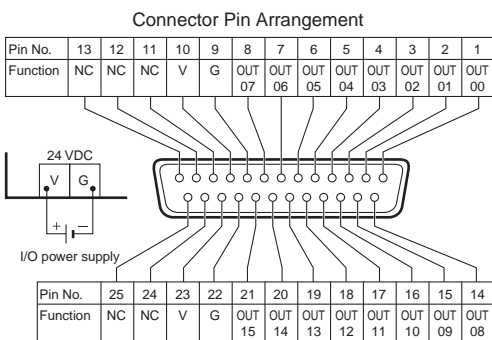 Connector Pin Arrangement
Pin No. 13 12 11 10 9 8 7 6 5 4 3 2 1
Function NC NC NC V G OUT OUT OUT OUT OUT OUT OUT OUT
07 06 05 04 03 02 01 00
24 VDC
V G
+ –
I/O power supply
Pin No. 25 24 23 22 21 20 19 18 17 16 15 14
Function NC NC V G OUT OUT OUT OUT OUT OUT OUT OUT
15 14 13 12 11 10 09 08